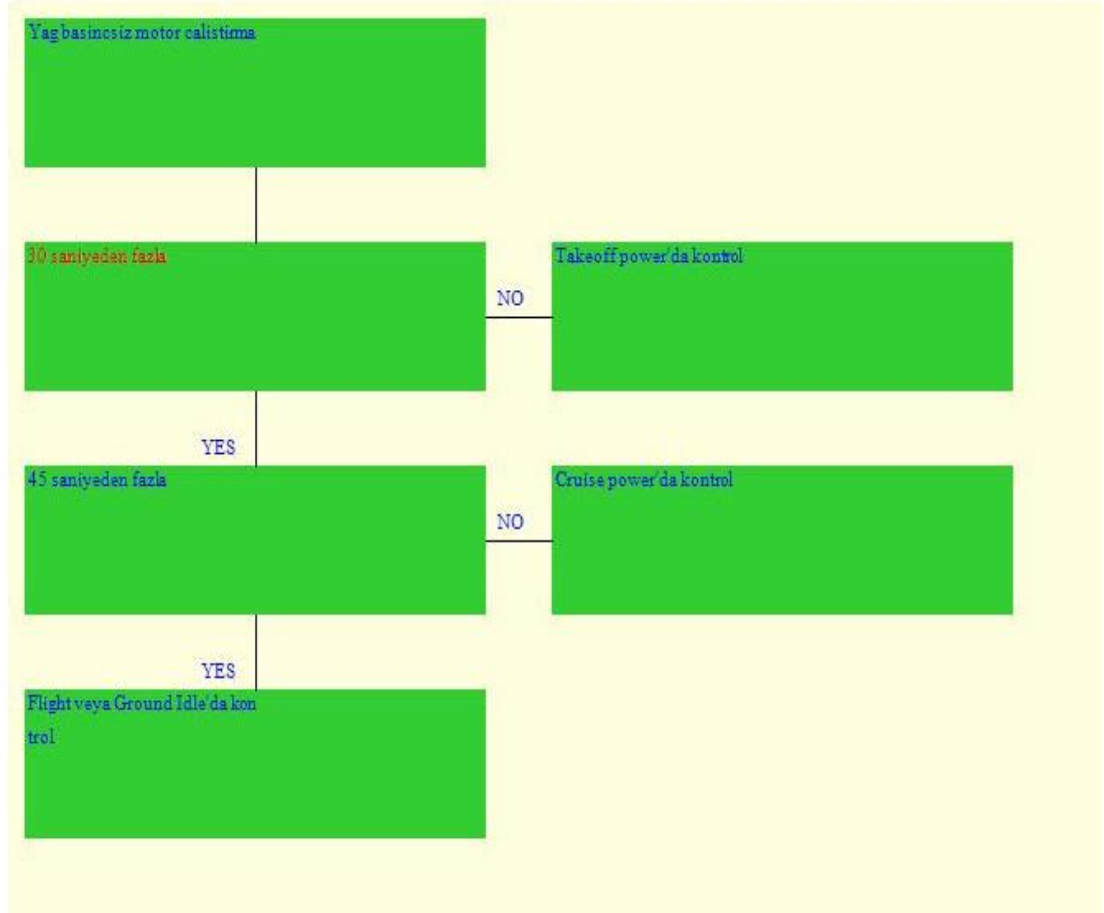 Yag basincsiz motor calistirma
30 saniyeden fazla
Takeoff power'da kontrol
NO
YES
45 saniyeden fazla
Cruise power'da kontrol
NO
YES
Flight veya Ground Idle'da kon
trol